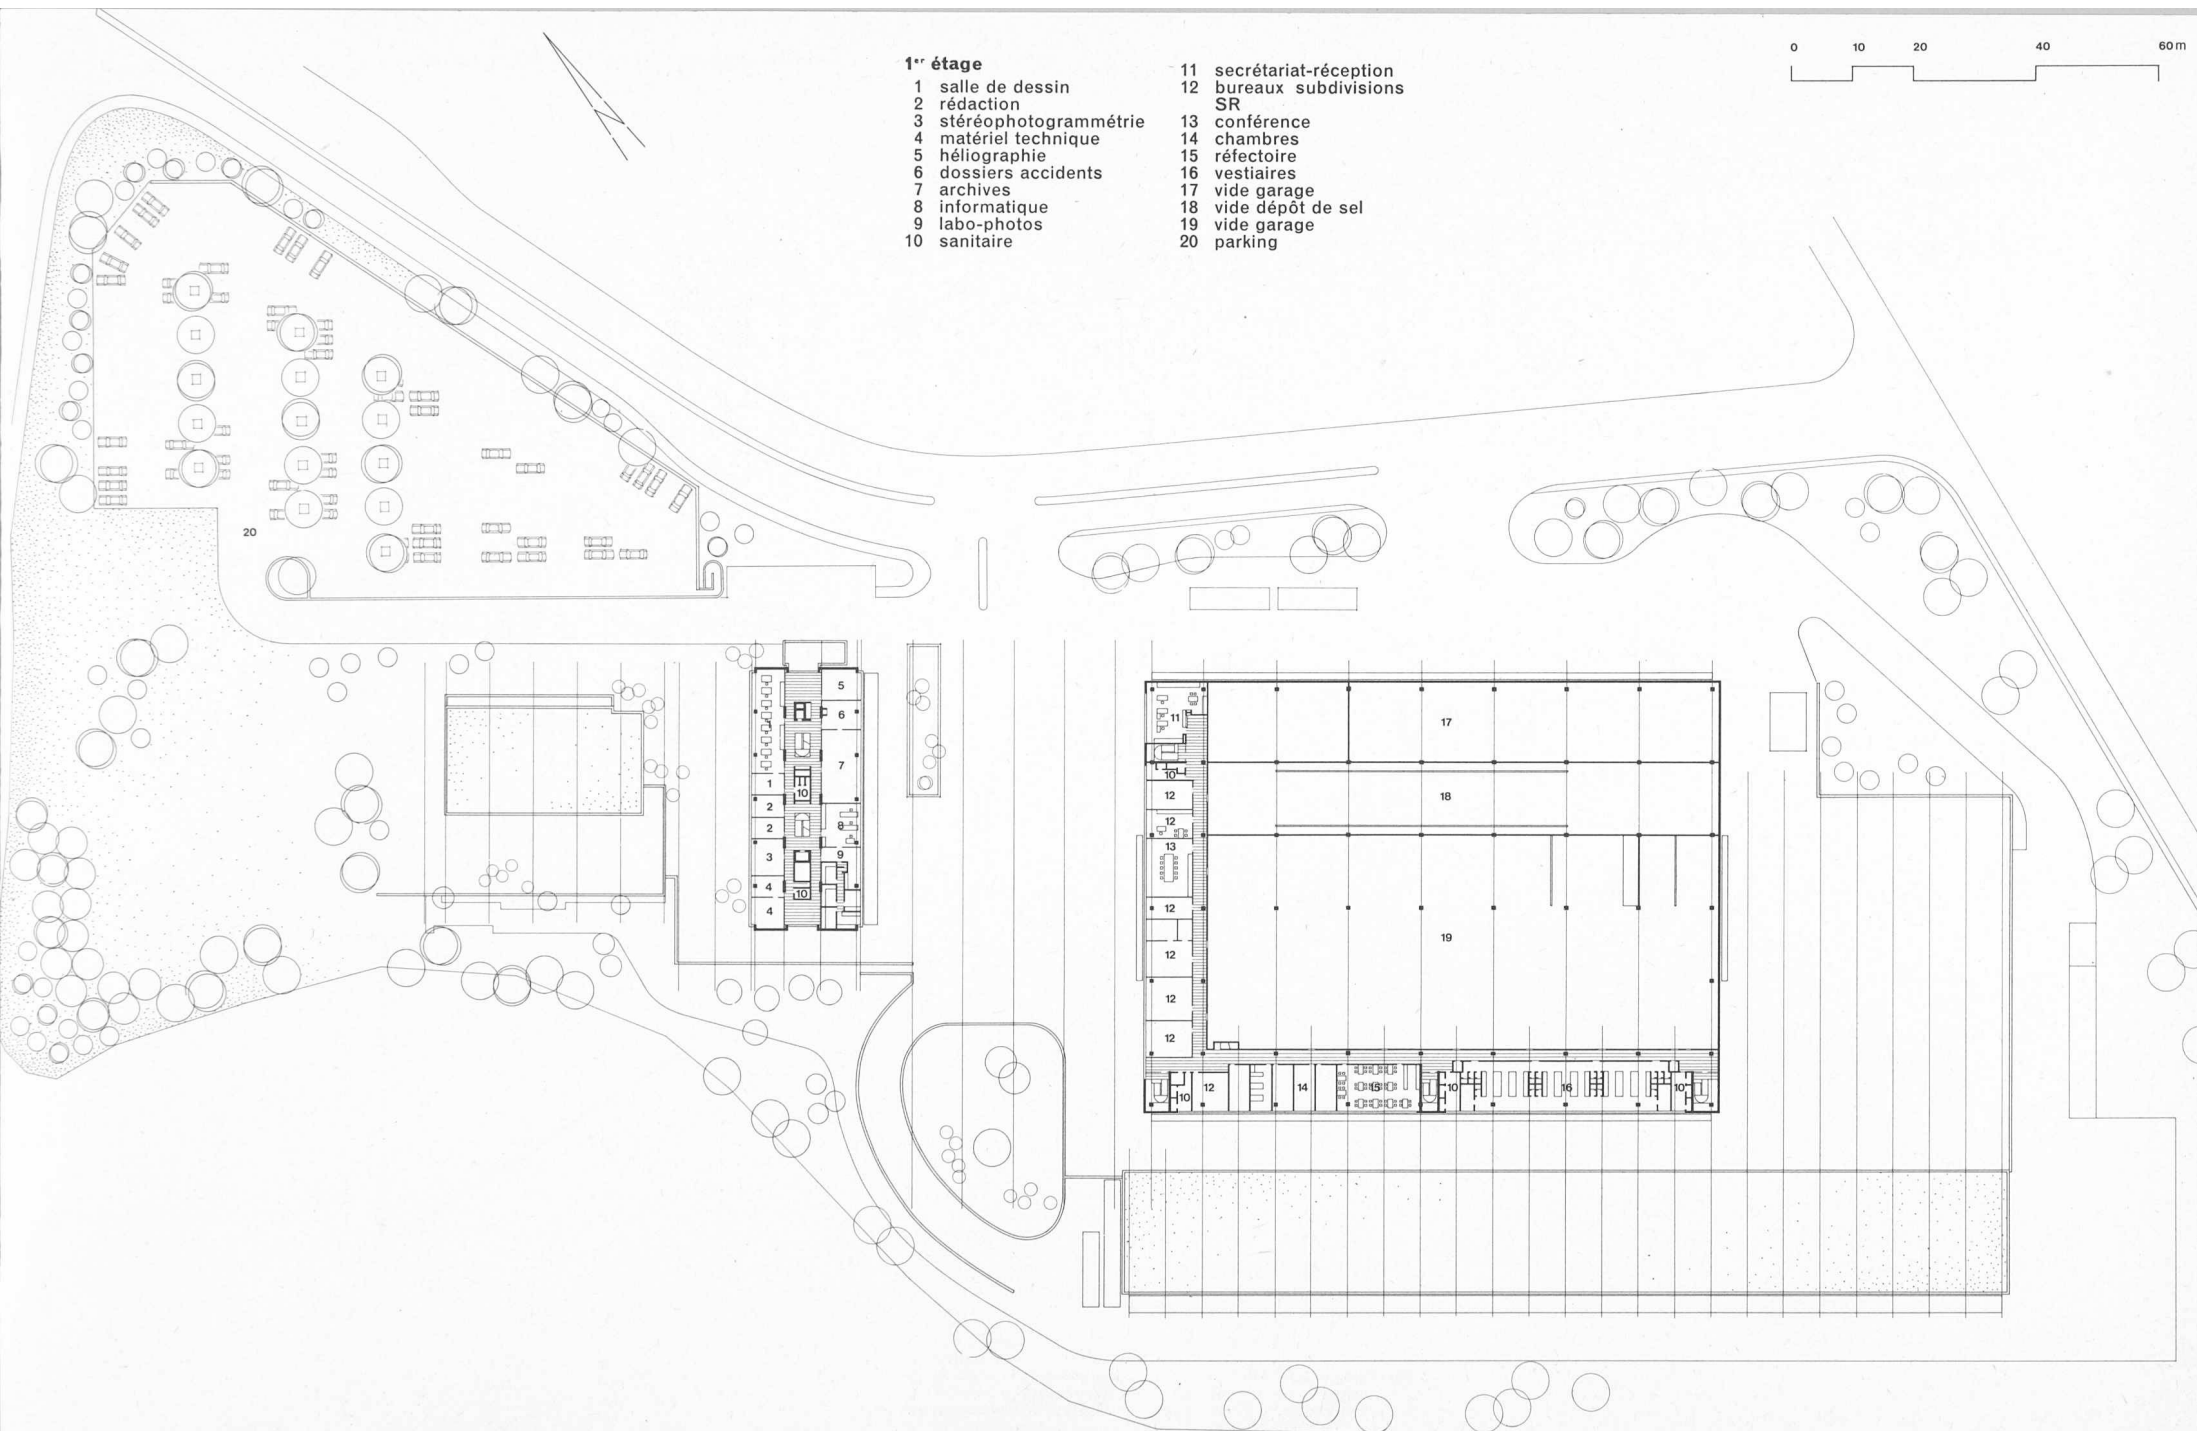 1er étage
1 salle de dessin
2 rédaction
3 stéréophotogrammétrie
4 matériel technique
5 héliographie
6 dossiers accidents
7 archives
8 informatique
9 labo-photos
10 sanitaire
11 secrétariat-réception
12 bureaux subdivisions
SR
13 conférence
14 chambres
15 réfectoire
16 vestiaires
17 vide garage
18 vide dépôt de sel
19 vide garage
20 parking
0 10 20 40 60 m
20
5
6
1
7
1
10
2
8
2
9
3
4
10
4
11
17
10
12
18
12
13
12
19
12
12
12
10
12
14
15
10
16
10